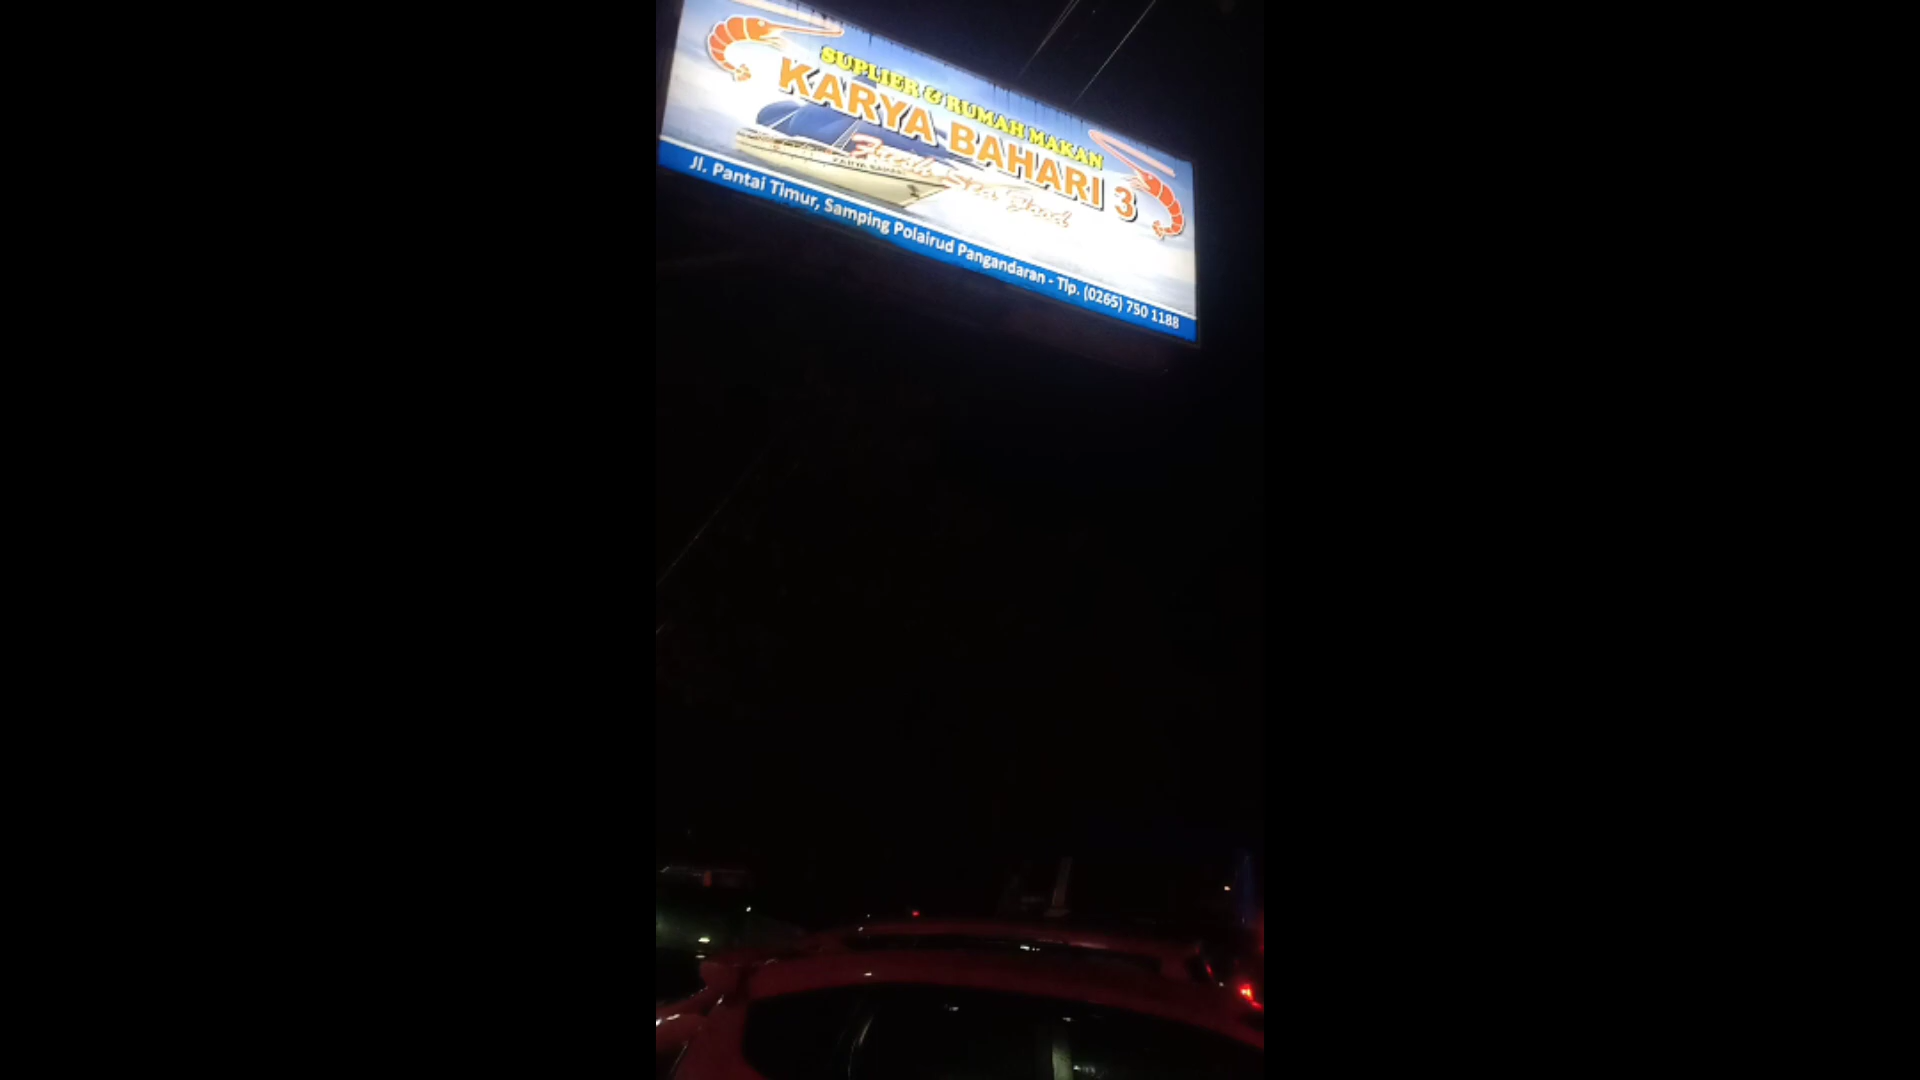 SUPLIER & RUMAH MAKAN
KARYA BAHARI 3
Jl. Pantai Timur, Samping Polairud Pangandaran - Tlp. (0265) 750 1188